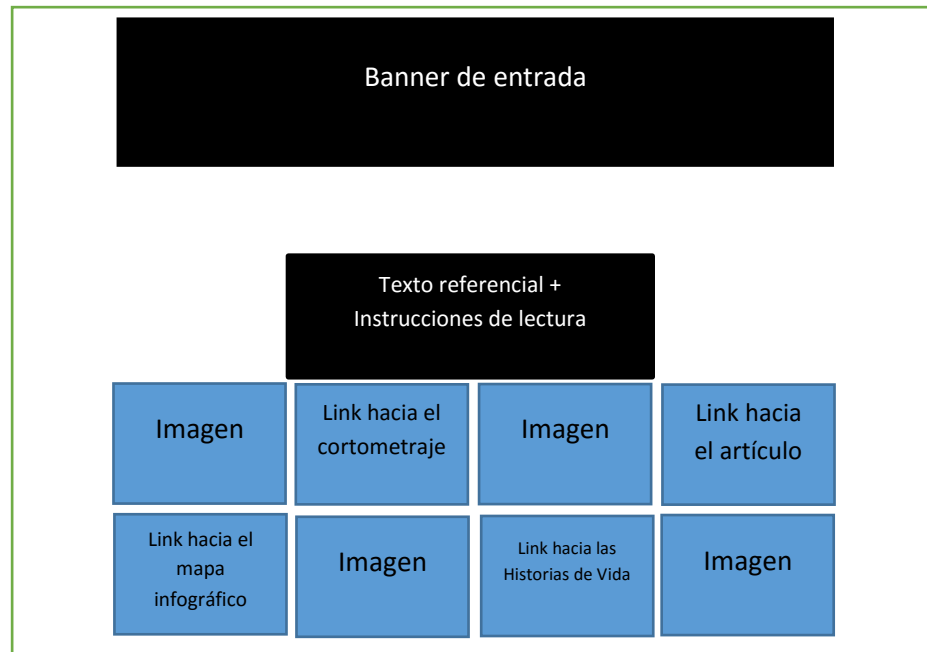 Banner de entrada
Texto referencial +
Instrucciones de lectura
Imagen
Link hacia el
cortometraje
Imagen
Link hacia
el artículo
Link hacia el
mapa
infográfico
Imagen
Link hacia las
Historias de Vida
Imagen